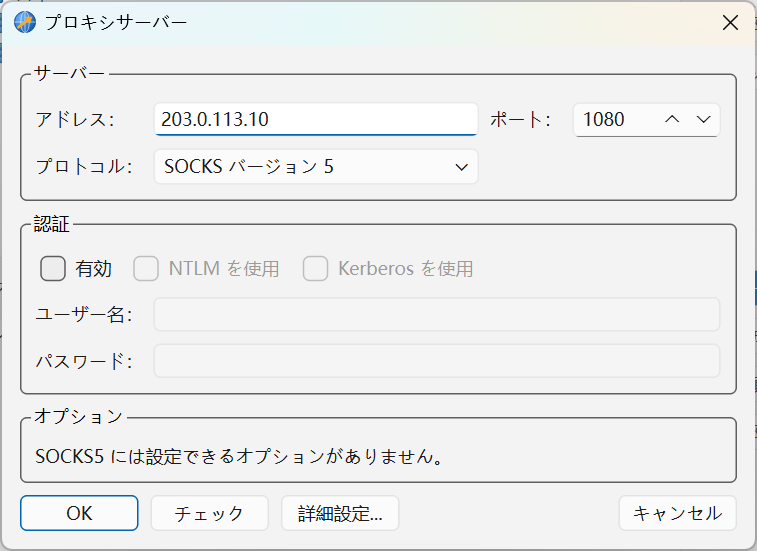 プロキシサーバー
サーバー
アドレス: 203.0.113.10 ポート: 1080
プロトコル: SOCKS バージョン 5
認証
有効 NTLM を使用 Kerberos を使用
ユーザー名:
パスワード:
オプション
SOCKS5 には設定できるオプションがありません。
OK チェック 詳細設定... キャンセル